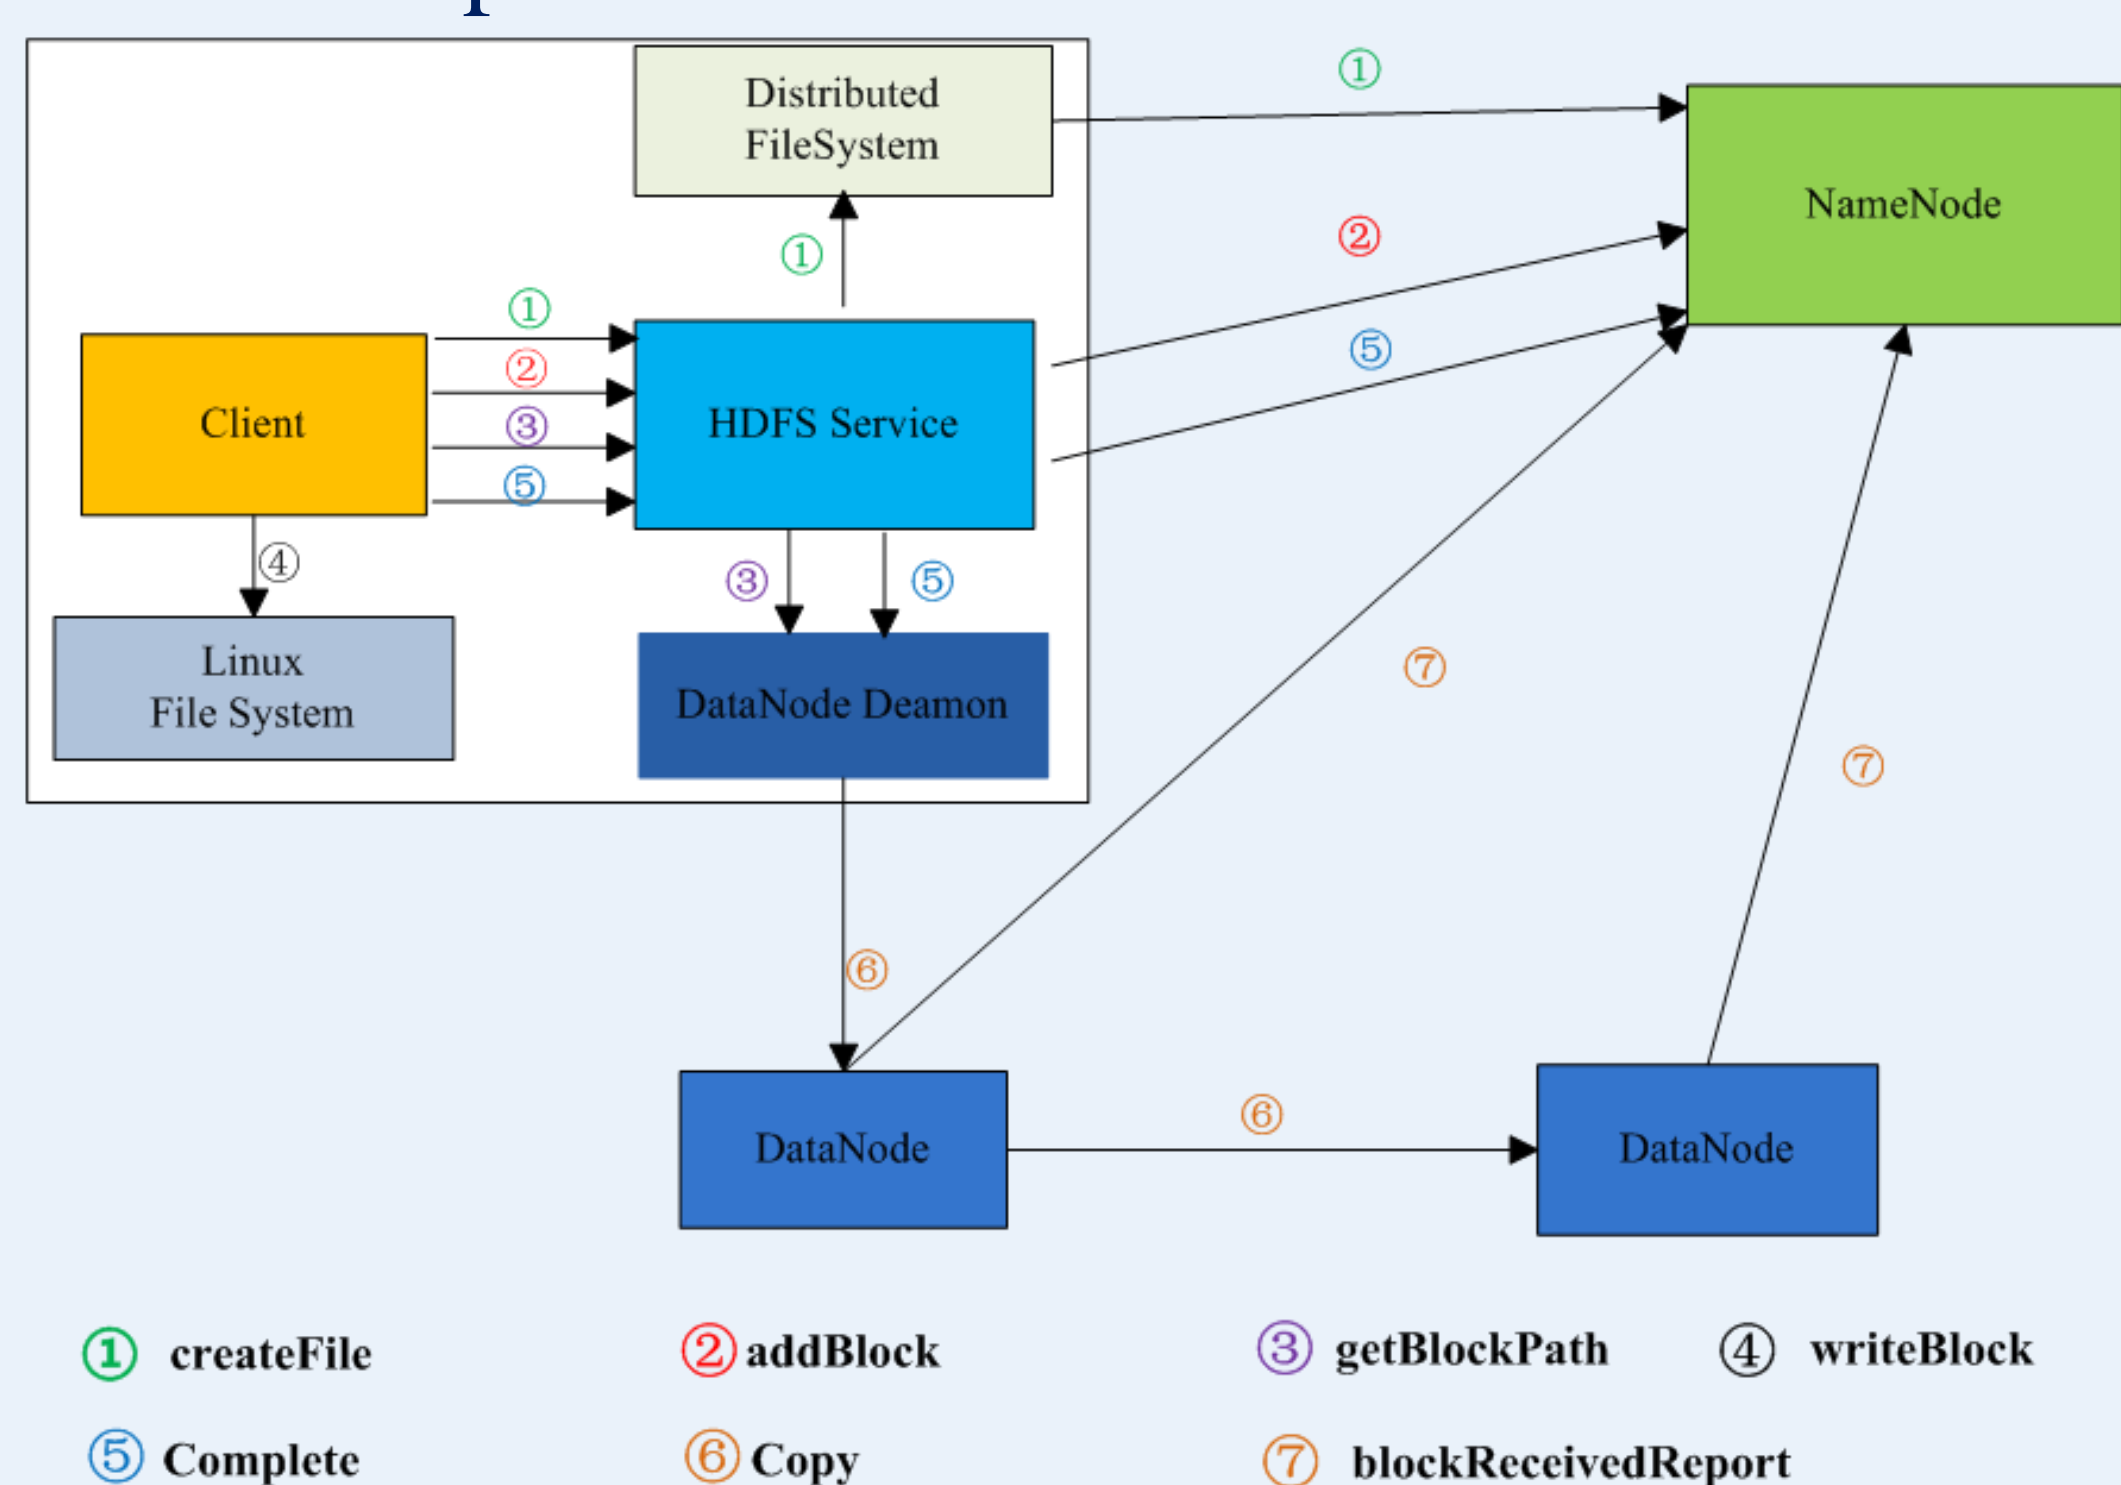 ①
Distributed
FileSystem
NameNode
②
①
①
⑤
②
Client
③
HDFS Service
⑤
④
③
⑤
Linux
File System
DataNode Deamon
⑦
⑦
⑥
⑥
DataNode
DataNode
① createFile
② addBlock
③ getBlockPath
④ writeBlock
⑤ Complete
⑥ Copy
⑦ blockReceivedReport